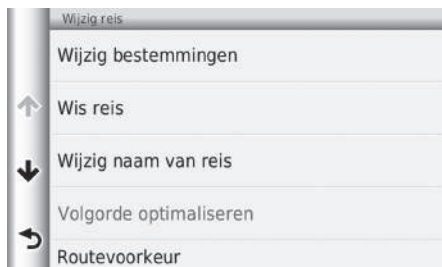 Wijzig reis
Wijzig bestemmingen
Wis reis
Wijzig naam van reis
Volgorde optimaliseren
Routevoorkeur